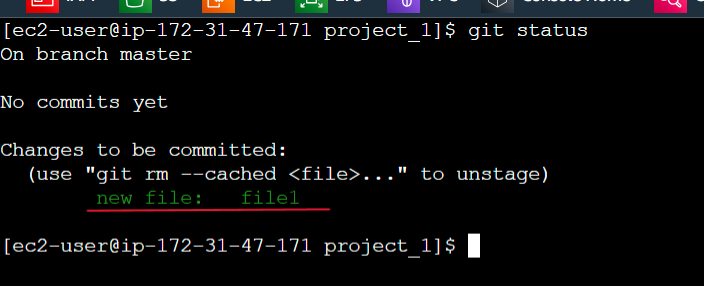 [ec2-user@ip-172-31-47-171 project_1]$ git status
On branch master
No commits yet
Changes to be committed:
(use "git rm --cached <file>..." to unstage)
new file: file1
[ec2-user@ip-172-31-47-171 project_1]$